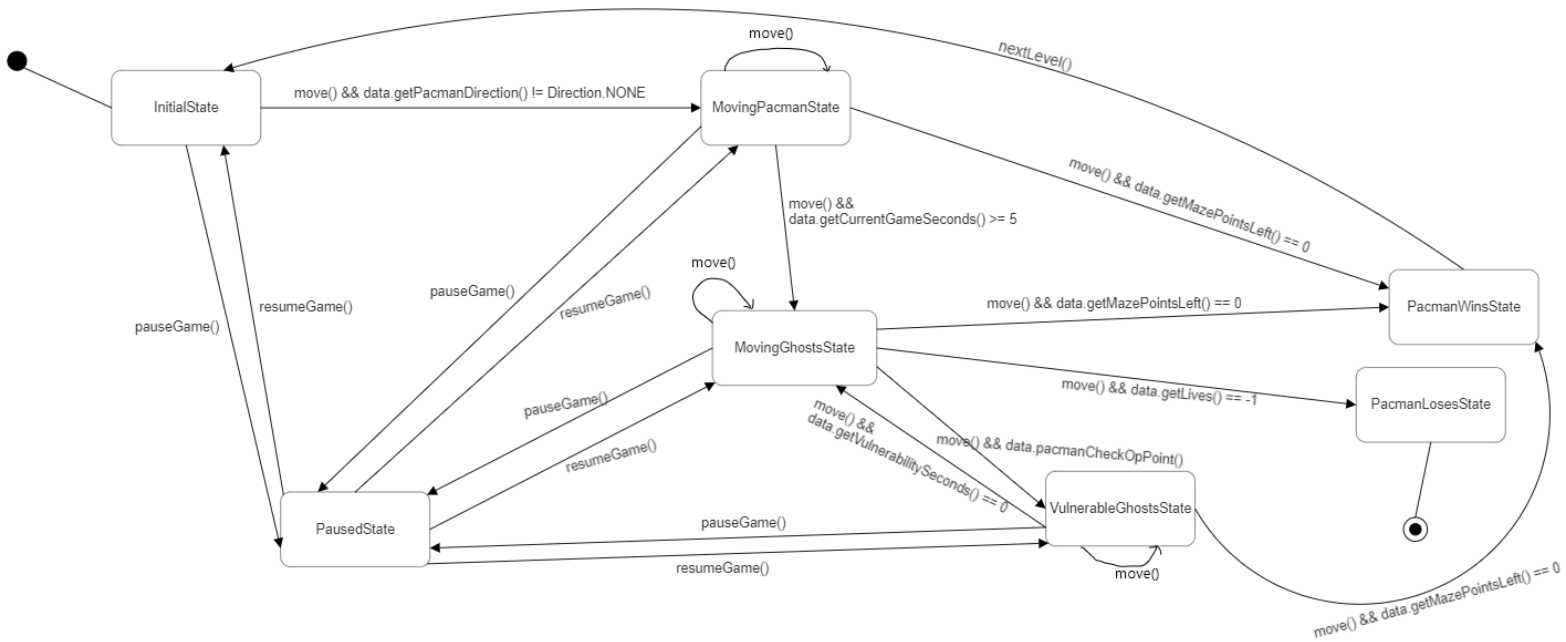 move()
nextLevel()
InitialState
move() && data.getPacmanDirection() != Direction.NONE
MovingPacmanState
move() && data.getMazePointsLeft() == 0
move() &&
data.getCurrentGameSeconds() >= 5
move()
pauseGame()
resumeGame()
resumeGame()
pauseGame()
move() && data.getMazePointsLeft() == 0
PacmanWinsState
MovingGhostsState
move() && data.getLives() == -1
PacmanLosesState
pauseGame()
resumeGame()
move() &&
data.getVulnerabilitySeconds() == 0
move() && data.pacmanCheckOpPoint()
VulnerableGhostsState
PausedState
pauseGame()
resumeGame()
move()
move() && data.getMazePointsLeft() == 0